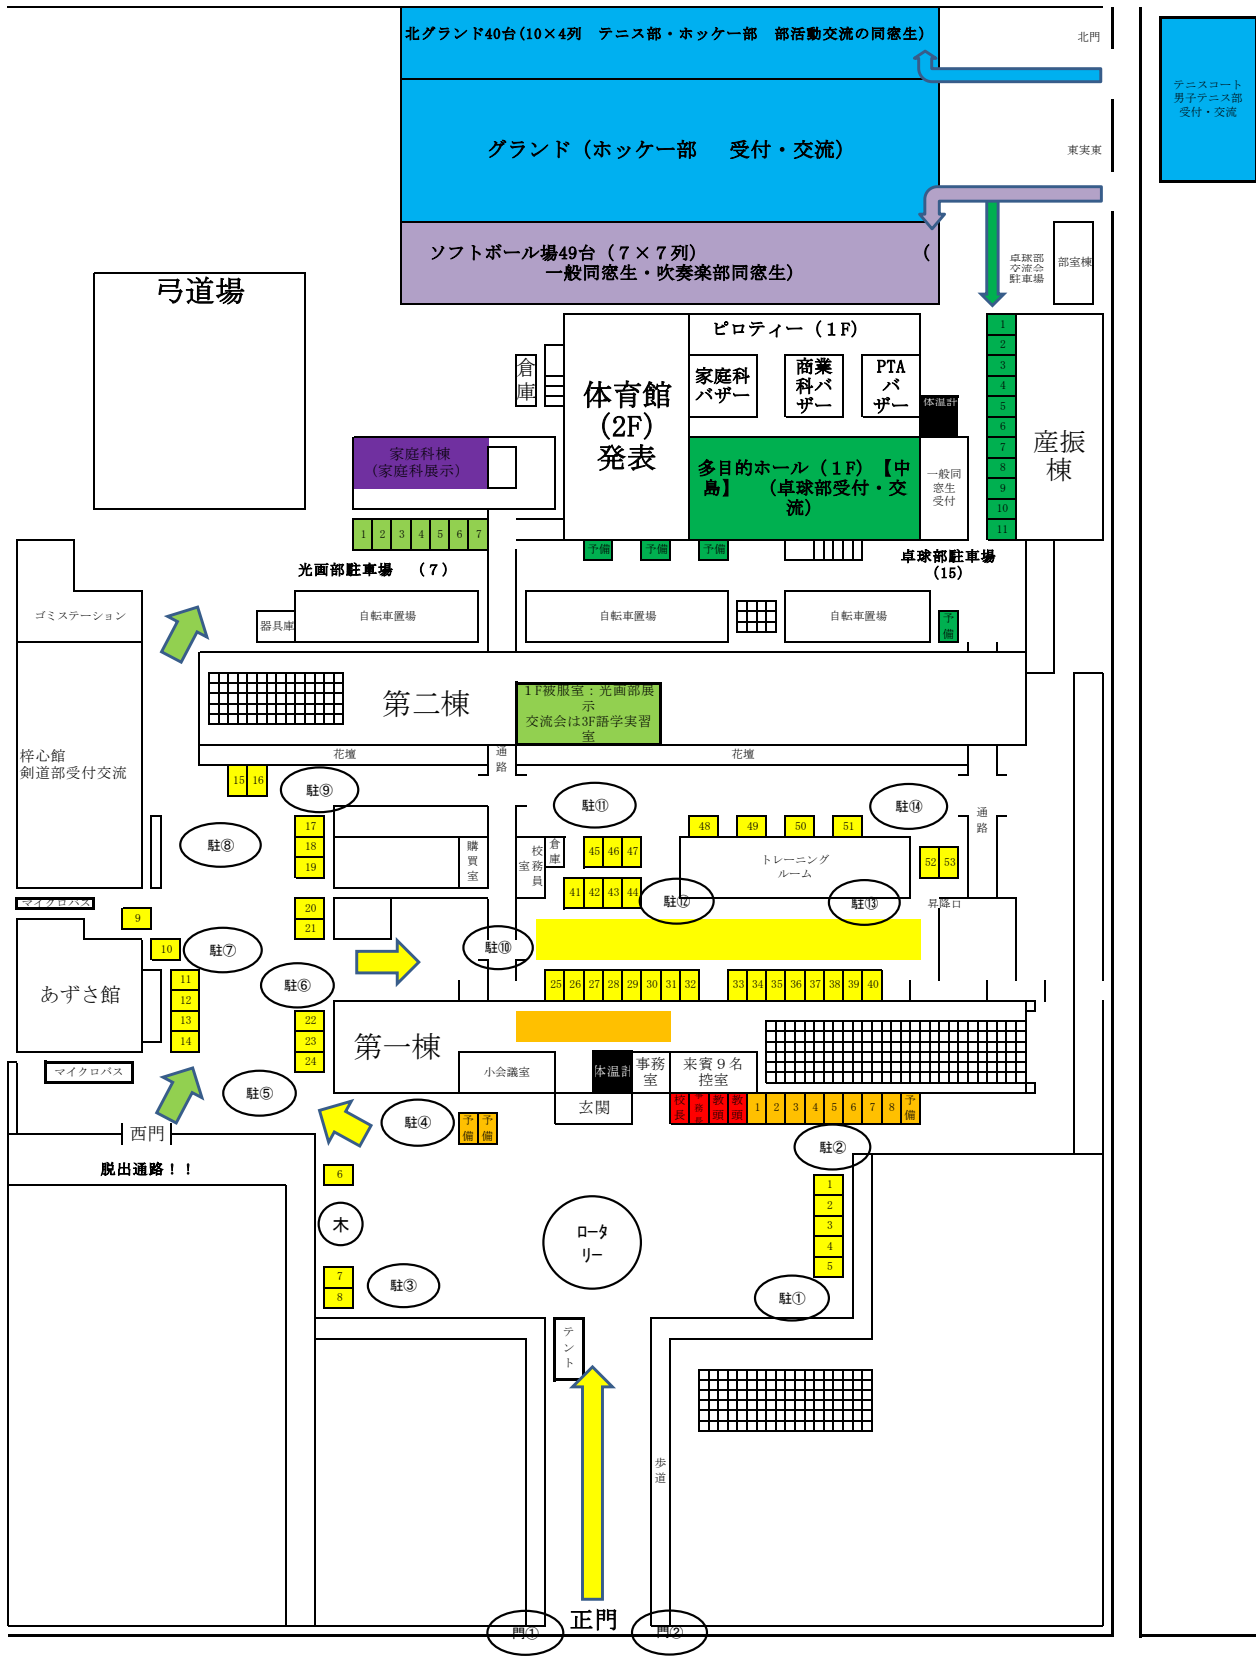 北グランド40台(10×4列　テニス部・ホッケー部　部活動交流の同窓生)
北門
テニスコート
男子テニス部
受付・交流
グランド（ホッケー部　　受付・交流）
東実東
ソフトボール場49台（７×７列）　（
一般同窓生・吹奏楽部同窓生）
卓球部
交流会
駐車場
部室棟
弓道場
ピロティー（１F）
倉庫
体育館
(2F)
発表
家庭科
バザー
商業
科バ
ザー
PTA
バ
ザー
体温計
1
2
3
4
5
6
7
8
9
10
11
産振
棟
家庭科棟
(家庭科展示)
多目的ホール（１F）【中
島】　（卓球部受付・交
流）
一般同
窓生
受付
1 2 3 4 5 6 7
予備 予備 予備
光画部駐車場　（７）
卓球部駐車場
(15)
ゴミステーション
器具庫
自転車置場
自転車置場
自転車置場
予備
第二棟
１F被服室：光画部展
示
交流会は3F語学実習
室
梓心館
剣道部受付交流
花壇
通路
花壇
15 16
駐⑨
駐⑪
駐⑭
通路
17
18
19
駐⑧
購買室
校務員室
倉庫
45 46 47
48 49 50 51
トレーニング
ルーム
52 53
41 42 43 44
駐⑫
駐⑬
昇降口
マイクロバス
9
20
21
10
駐⑦
駐⑩
あずさ館
11
12
13
14
駐⑥
25 26 27 28 29 30 31 32
33 34 35 36 37 38 39 40
22
23
24
第一棟
小会議室
体温計
事務
室
来賓９名
控室
マイクロバス
駐⑤
玄関
校長
教頭
教頭
1 2 3 4 5 6 7 8 予備
駐④
予備 予備
西門
駐②
脱出通路！！
6
1
2
3
4
5
木
ロータ
リー
7
8
駐③
駐①
テント
歩道
正門
門①
門②